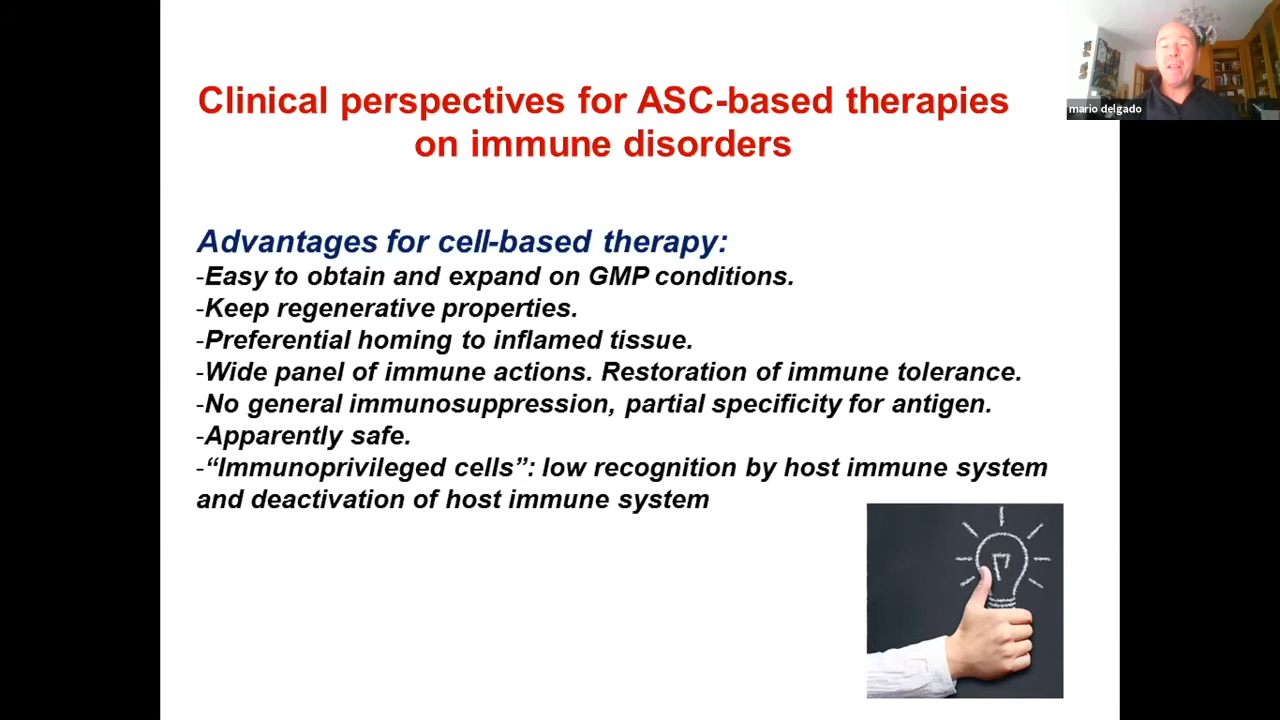 Clinical perspectives for ASC-based therapies
on immune disorders
mario delgado
Advantages for cell-based therapy:
-Easy to obtain and expand on GMP conditions.
-Keep regenerative properties.
-Preferential homing to inflamed tissue.
-Wide panel of immune actions. Restoration of immune tolerance.
-No general immunosuppression, partial specificity for antigen.
-Apparently safe.
-“Immunoprivileged cells”: low recognition by host immune system
and deactivation of host immune system